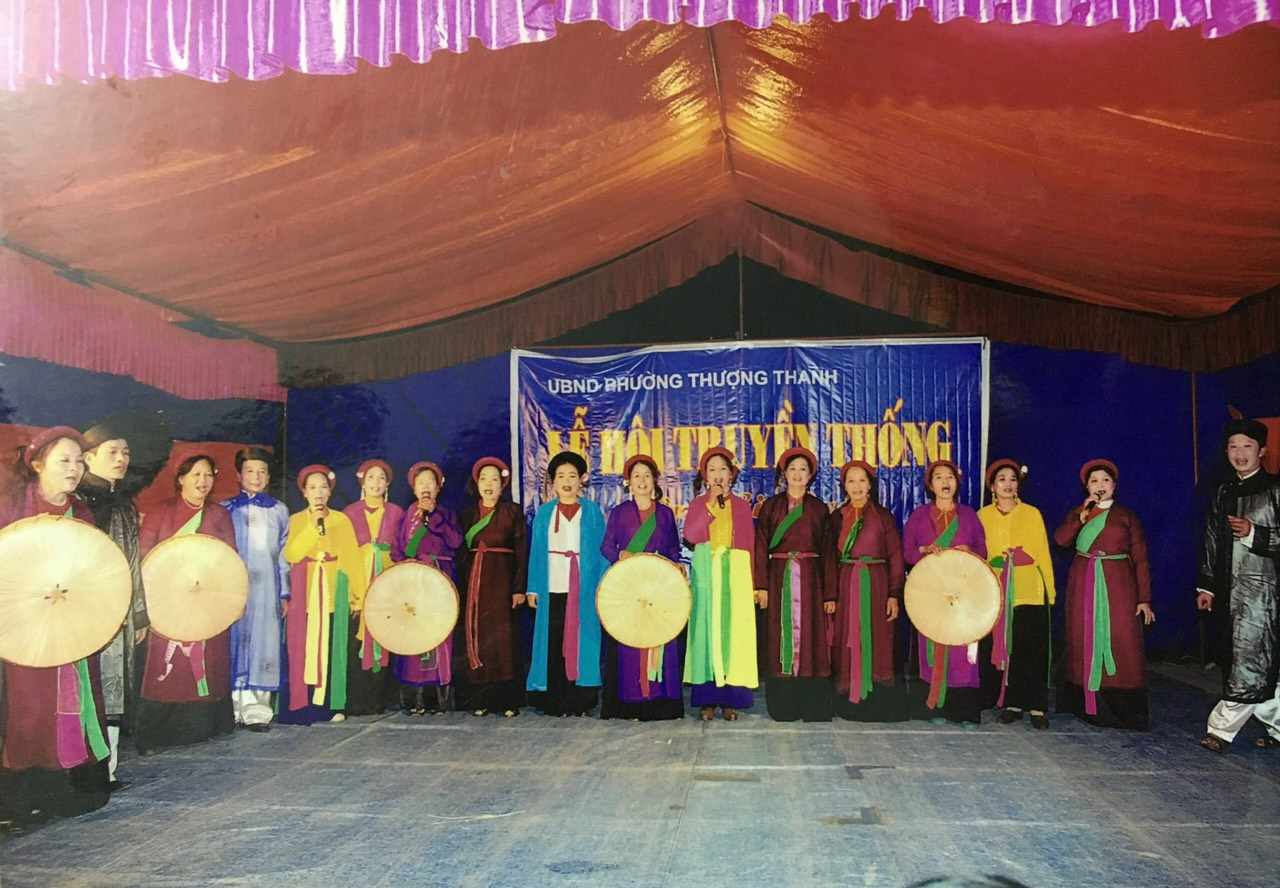 UBND PHƯỜNG THƯỢNG THANH
LỄ HỘI TRUYỀN THỐNG